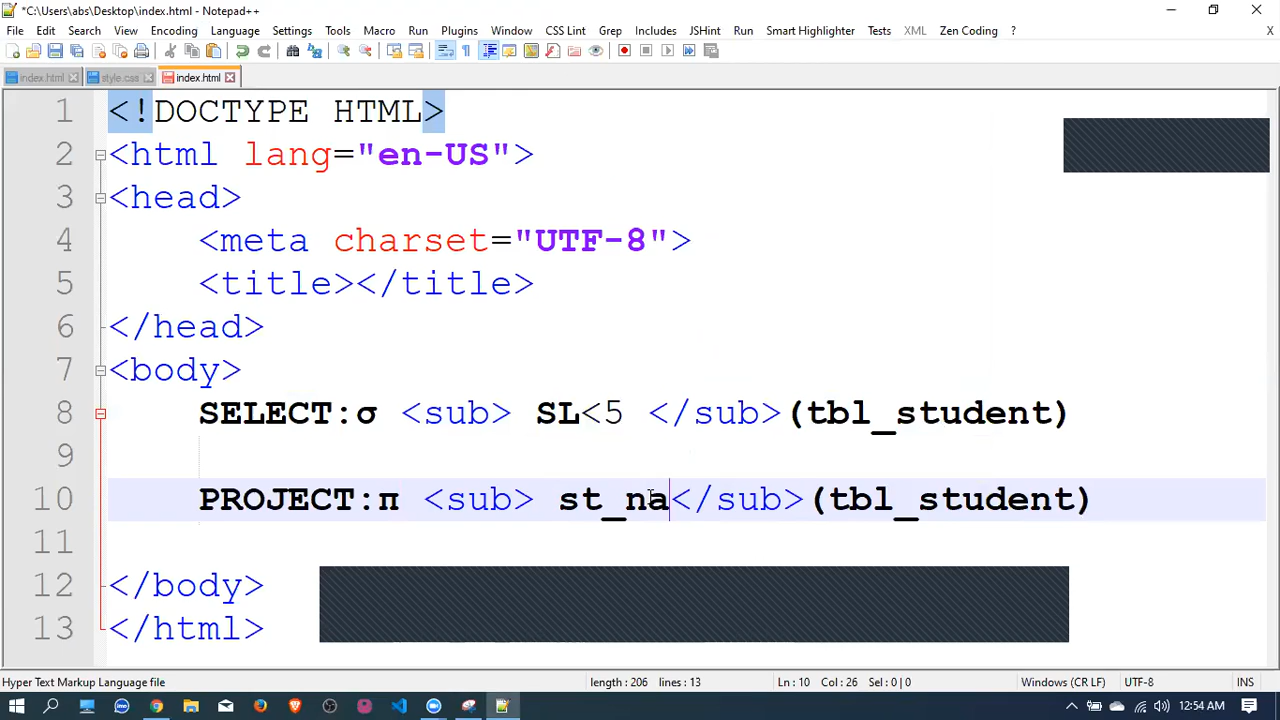 *C:\Users\abs\Desktop\index.html - Notepad++
File Edit Search View Encoding Language Settings Tools Macro Run Plugins Window CSS Lint Grep Includes JSHint Run Smart Highlighter Tests XML Zen Coding ? X
index.html style.css index.html
1 <!DOCTYPE HTML>
2 <html lang="en-US">
3 <head>
4 <meta charset="UTF-8">
5 <title></title>
6 </head>
7 <body>
8 SELECT:σ <sub> SL<5 </sub>(tbl_student)
9
10 PROJECT:π <sub> st_na</sub>(tbl_student)
11
12 </body>
13 </html>
Hyper Text Markup Language file length : 206 lines : 13 Ln : 10 Col : 26 Sel : 0 | 0 Windows (CR LF) UTF-8 INS
12:54 AM